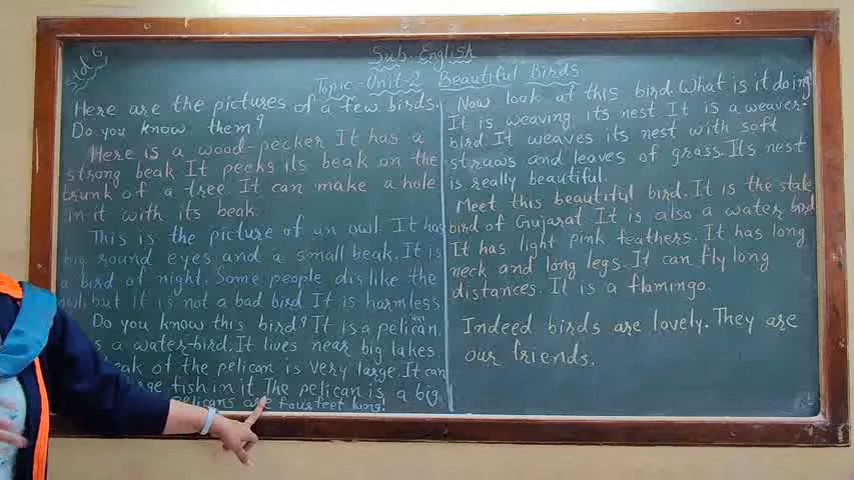 Std 6
Sub. English
Topic - Unit-2 Beautiful Birds
Here are the pictures of a few birds.
Do you know them?
Here is a wood-pecker It has a
strong beak It pecks its beak on the
trunk of a tree. It can make a hole
in it with its beak.
This is the picture of an owl. It has
big round eyes and a small beak. It is
a bird of night. Some people dislike the
owl, but it is not a bad bird It is harmless
Do you know this bird? It is a pelican.
is a water-bird. It lives near big lakes
beak of the pelican is very large. It can
fish in it The pelican is a big
pelicans are four feet long.
Now look at this bird. What is it doing?
It is weaving its nest It is a weaver-
bird. It weaves its nest with soft
straws and leaves of grass. Its nest
is really beautiful.
Meet this beautiful bird. It is the state
bird of Gujarat It is also a water bird
It has light pink feathers. It has long
neck and long legs. It can fly long
distances. It is a flamingo.
Indeed birds are lovely. They are
our friends.